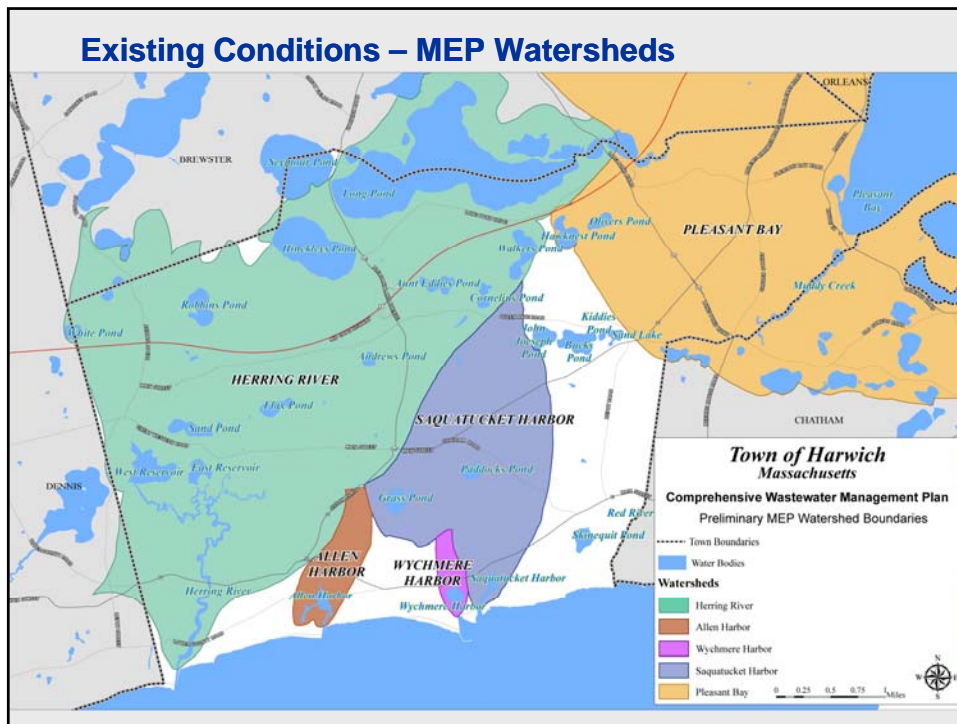 Existing Conditions – MEP Watersheds
ORLEANS
BREWSTER
Seymour Pond
Long Pond
Pleasant
Bay
Olivers Pond
Hawksnest Pond
PLEASANT BAY
Hinckleys Pond
Walkers Pond
Aunt Eddies Pond
Cornelius Pond
Muddy Creek
Robbins Pond
Kiddies
Pond
Sand Lake
John
Joeseph
Pond
Bucks
Pond
White Pond
Andrews Pond
HERRING RIVER
Flax Pond
SAQUATUCKET HARBOR
CHATHAM
Sand Pond
West Reservoir
East Reservoir
Paddocks Pond
DENNIS
Grass Pond
Red River
Skinequit Pond
ALLEN
HARBOR
WYCHMERE
HARBOR
Saquatucket Harbor
Herring River
Allen Harbor
Wychmere Harbor
Town of Harwich
Massachusetts
Comprehensive Wastewater Management Plan
Preliminary MEP Watershed Boundaries
Town Boundaries
Water Bodies
Watersheds
Herring River
Allen Harbor
Wychmere Harbor
Saquatucket Harbor
Pleasant Bay
0 0.25 0.5 0.75 1
Miles
N
W E
S